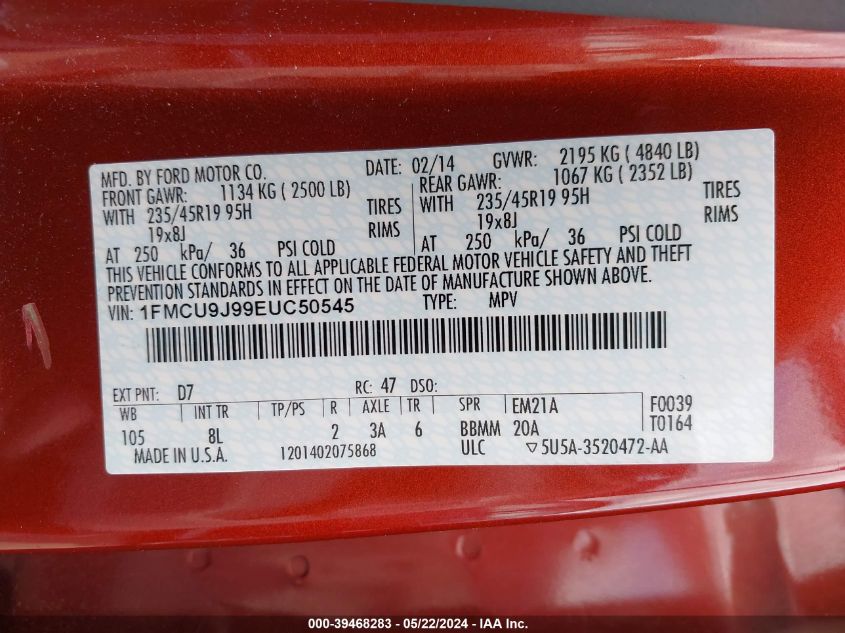 MFD. BY FORD MOTOR CO. DATE: 02/14 GVWR: 2195 KG ( 4840 LB)
FRONT GAWR: 1134 KG ( 2500 LB) REAR GAWR: 1067 KG ( 2352 LB)
WITH 235/45R19 95H TIRES WITH 235/45R19 95H TIRES
19x8J RIMS 19x8J RIMS
AT 250 kPa/ 36 PSI COLD AT 250 kPa/ 36 PSI COLD
THIS VEHICLE CONFORMS TO ALL APPLICABLE FEDERAL MOTOR VEHICLE SAFETY AND THEFT
PREVENTION STANDARDS IN EFFECT ON THE DATE OF MANUFACTURE SHOWN ABOVE.
VIN: 1FMCU9J99EUC50545 TYPE: MPV
EXT PNT: D7 RC: 47 DSO:
WB INT TR TP/PS R AXLE TR SPR EM21A F0039
105 8L 2 3A 6 BBMM 20A T0164
MADE IN U.S.A. 1201402075868 ULC ▽5U5A-3520472-AA
000-39468283 - 05/22/2024 - IAA Inc.